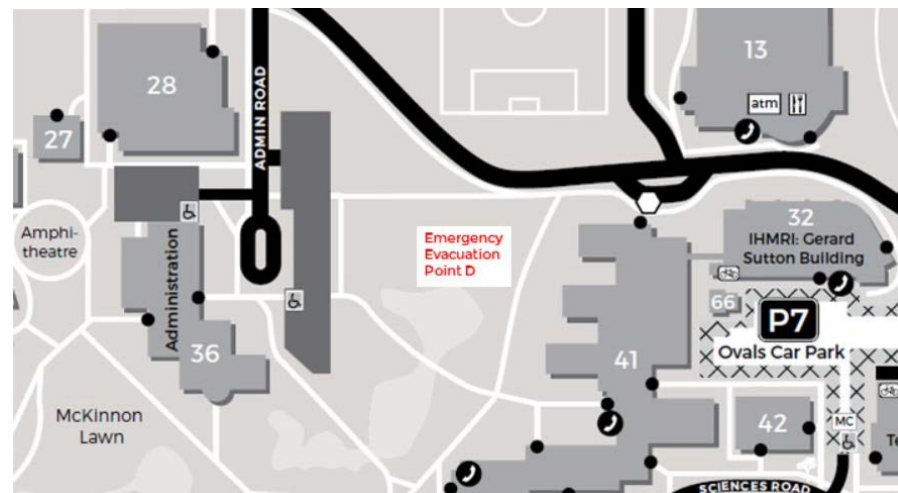 28
27
ADMIN ROAD
13
atm
Amphi-
theatre
Administration
36
McKinnon
Lawn
Emergency
Evacuation
Point D
32
IHMRI: Gerard
Sutton Building
66
P7
Ovals Car Park
41
42
MC
Te
SCIENCES ROAD